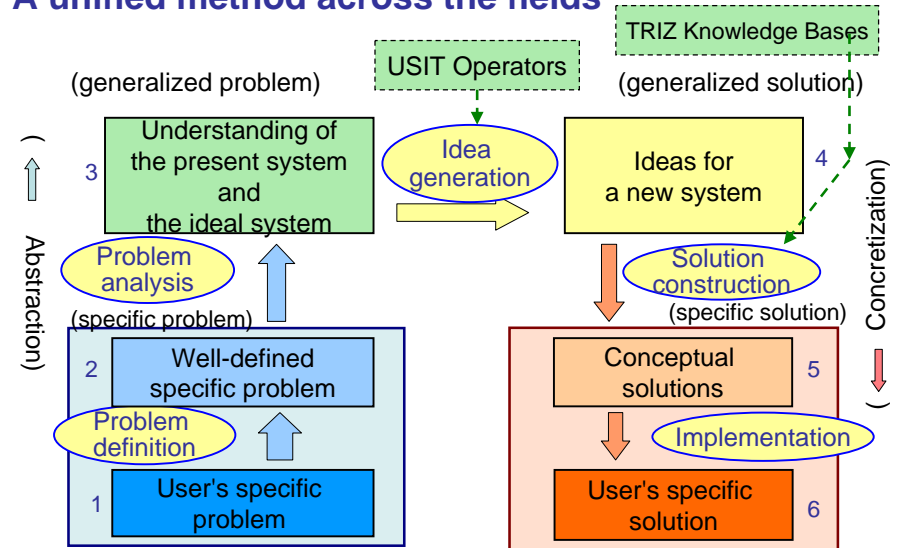 A unified method across the fields
TRIZ Knowledge Bases
USIT Operators
(generalized problem)
(generalized solution)
3
Understanding of
the present system
and
the ideal system
Idea
generation
Ideas for
a new system
4
( Abstraction)
Problem
analysis
Solution
construction
( Concretization)
(specific problem)
(specific solution)
2
Well-defined
specific problem
Conceptual
solutions
5
Problem
definition
Implementation
1
User's specific
problem
User's specific
solution
6